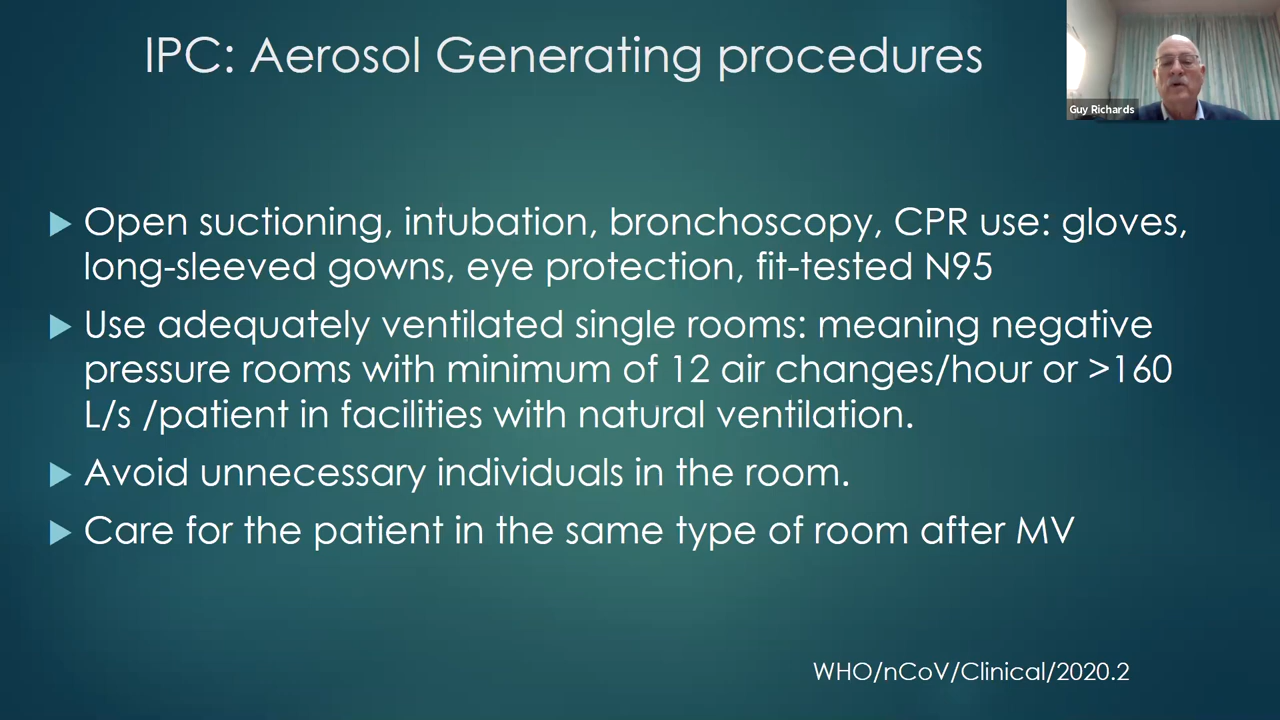 IPC: Aerosol Generating procedures
Guy Richards
Open suctioning, intubation, bronchoscopy, CPR use: gloves,
long-sleeved gowns, eye protection, fit-tested N95
Use adequately ventilated single rooms: meaning negative
pressure rooms with minimum of 12 air changes/hour or >160
L/s /patient in facilities with natural ventilation.
Avoid unnecessary individuals in the room.
Care for the patient in the same type of room after MV
WHO/nCoV/Clinical/2020.2